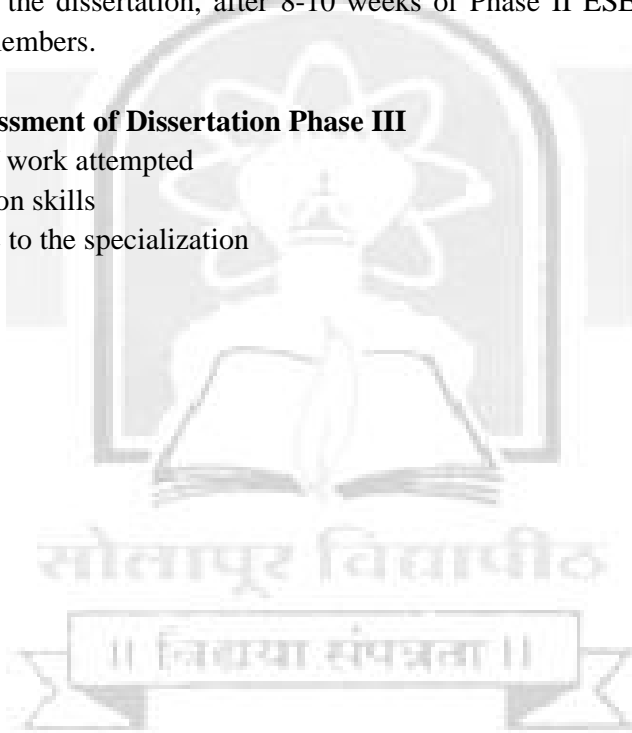 the dissertation, after 8-10 weeks of Phase II ESE
embers.
ssment of Dissertation Phase III
work attempted
on skills
to the specialization
सोलापूर विद्यापीठ
॥ विद्यया संपन्नता ॥